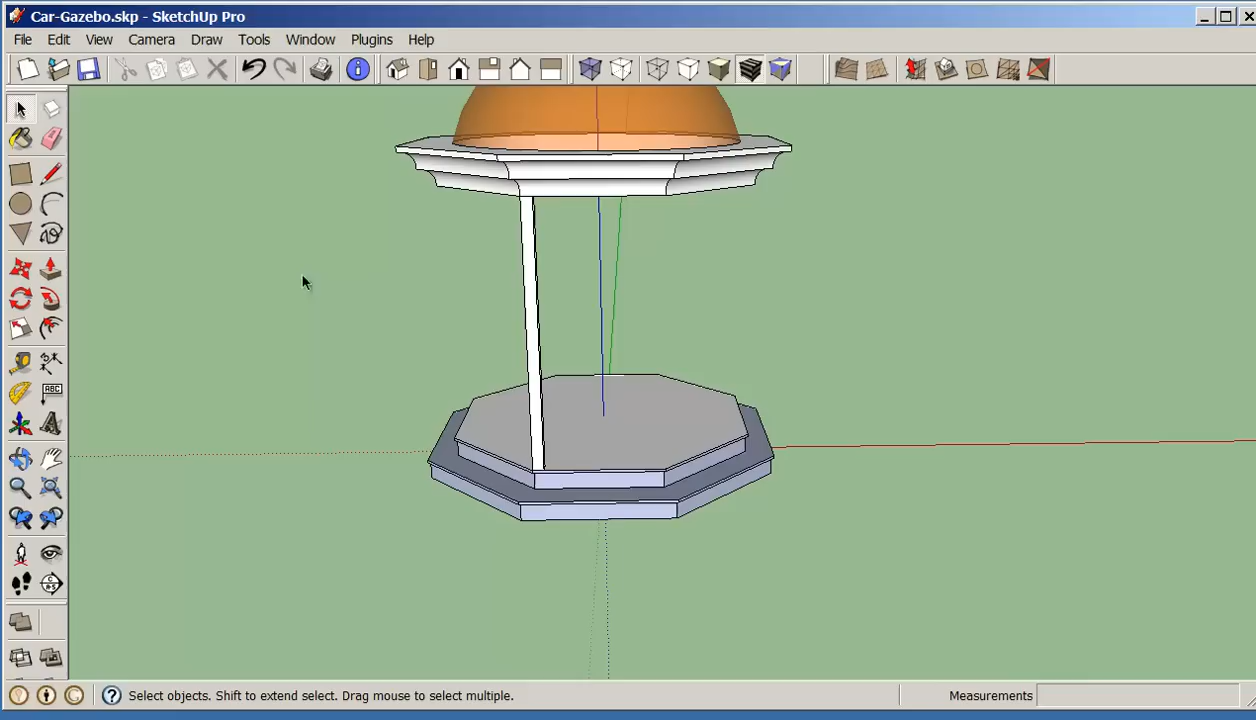 Car-Gazebo.skp - SketchUp Pro
File Edit View Camera Draw Tools Window Plugins Help
ABC
Select objects. Shift to extend select. Drag mouse to select multiple.
Measurements